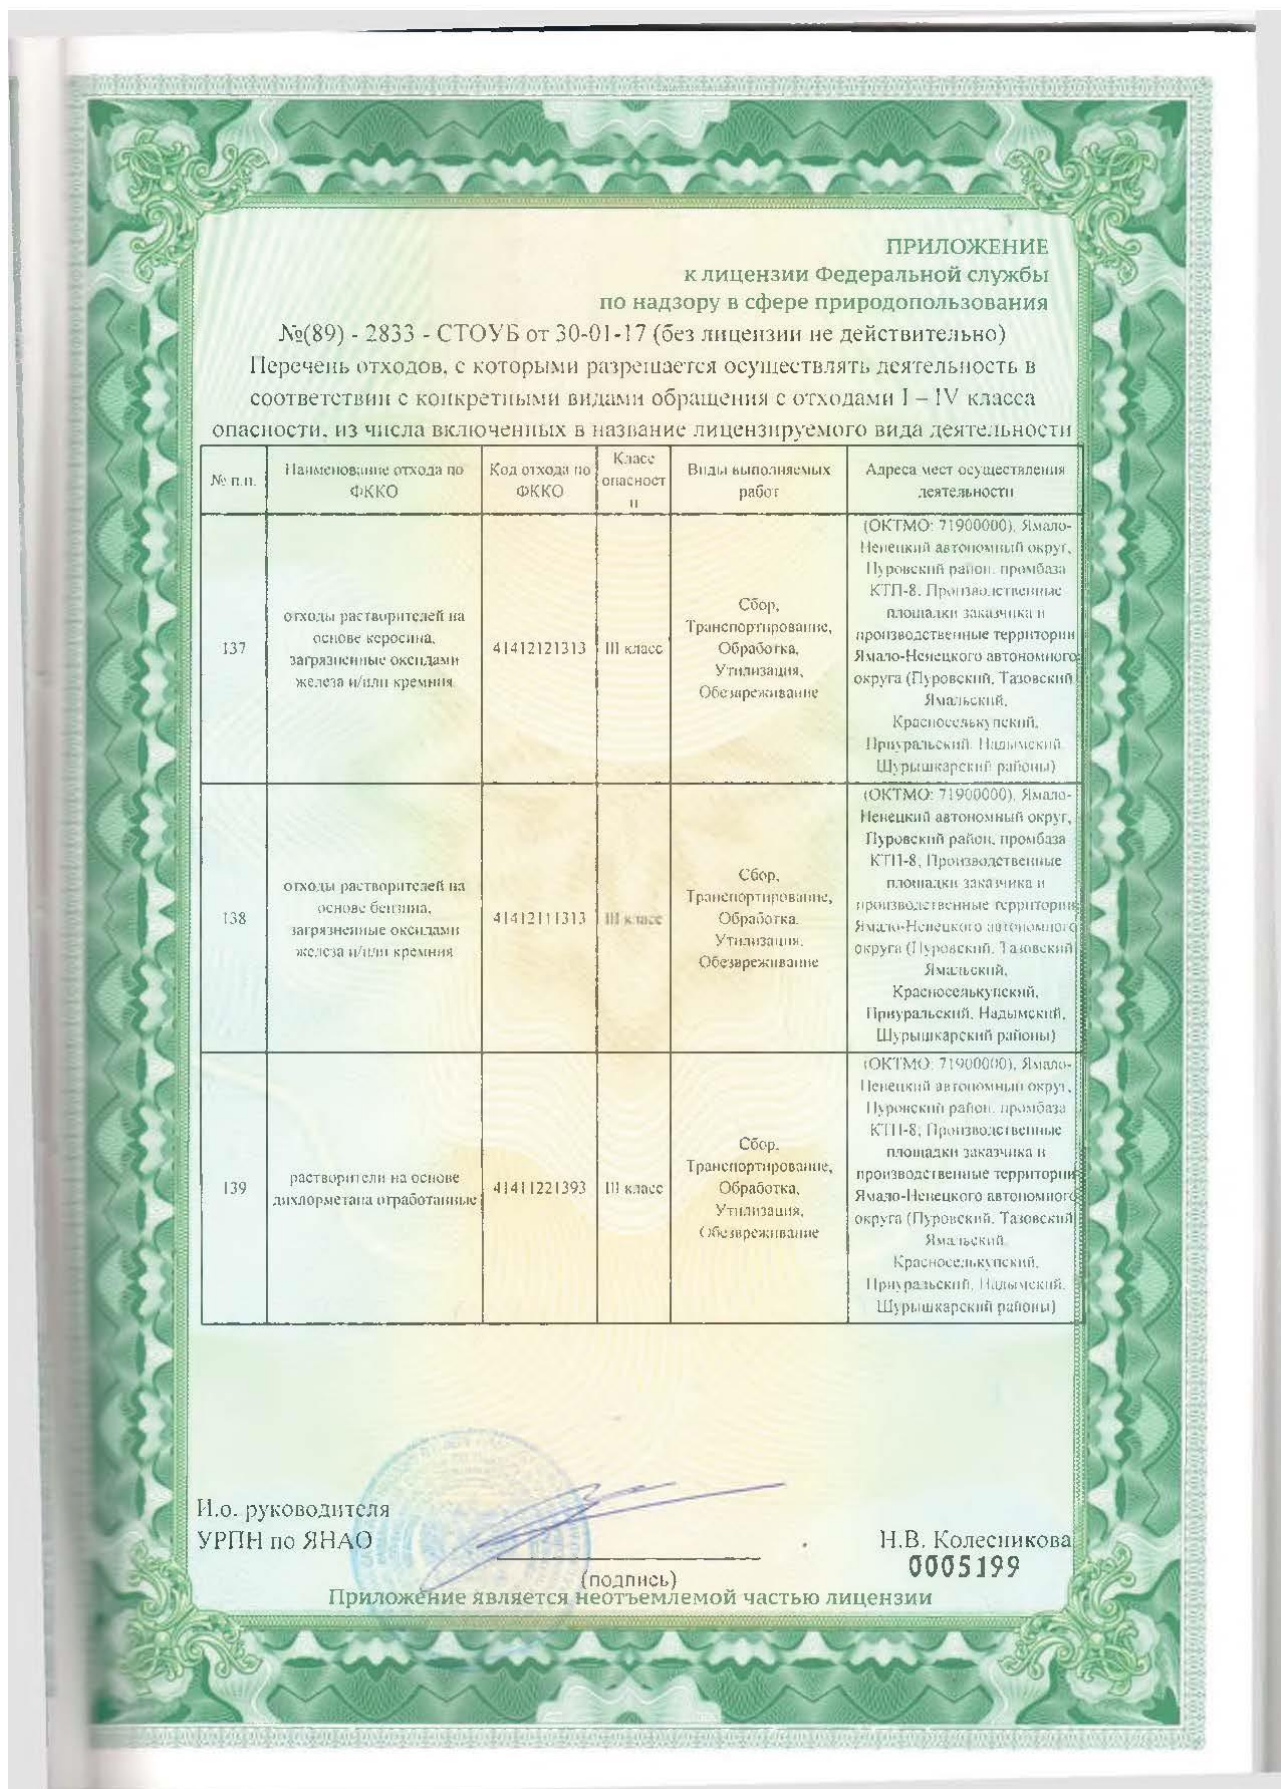 ПРИЛОЖЕНИЕ
к лицензии Федеральной службы
по надзору в сфере природопользования
№(89) - 2833 - СТОУБ от 30-01-17 (без лицензии не действительно)
Перечень отходов, с которыми разрешается осуществлять деятельность в
соответствии с конкретными видами обращения с отходами I – IV класса
опасности, из числа включенных в название лицензируемого вида деятельности
№ п.п.
Наименование отхода по
ФККО
Код отхода по
ФККО
Класс
опасност
и
Виды выполняемых
работ
Адреса мест осуществления
деятельности
137
отходы растворителей на
основе керосина,
загрязненные оксидами
железа и/или кремния
41412121313
III класс
Сбор,
Транспортирование,
Обработка,
Утилизация,
Обезвреживание
(ОКТМО: 71900000), Ямало-
Ненецкий автономный округ,
Пуровский район, промбаза
КТП-8, Производственные
площадки заказчика и
производственные территории
Ямало-Ненецкого автономного
округа (Пуровский, Тазовский
Ямальский,
Красноселькупский,
Приуральский, Надымский,
Шурышкарский районы)
138
отходы растворителей на
основе бензина,
загрязненные оксидами
железа и/или кремния
41412111313
III класс
Сбор,
Транспортирование,
Обработка,
Утилизация,
Обезвреживание
(ОКТМО: 71900000), Ямало-
Ненецкий автономный округ,
Пуровский район, промбаза
КТП-8; Производственные
площадки заказчика и
производственные территории
Ямало-Ненецкого автономного
округа (Пуровский, Тазовский
Ямальский,
Красноселькупский,
Приуральский, Надымский,
Шурышкарский районы)
139
растворители на основе
дихлорметана отработанные
41411221393
III класс
Сбор,
Транспортирование,
Обработка,
Утилизация,
Обезвреживание
(ОКТМО: 71900000), Ямало-
Ненецкий автономный округ,
Пуровский район, промбаза
КТП-8; Производственные
площадки заказчика и
производственные территории
Ямало-Ненецкого автономного
округа (Пуровский, Тазовский
Ямальский,
Красноселькупский,
Приуральский, Надымский,
Шурышкарский районы)
И.о. руководителя
УРПН по ЯНАО
Н.В. Колесникова
0005199
(подпись)
Приложение является неотъемлемой частью лицензии